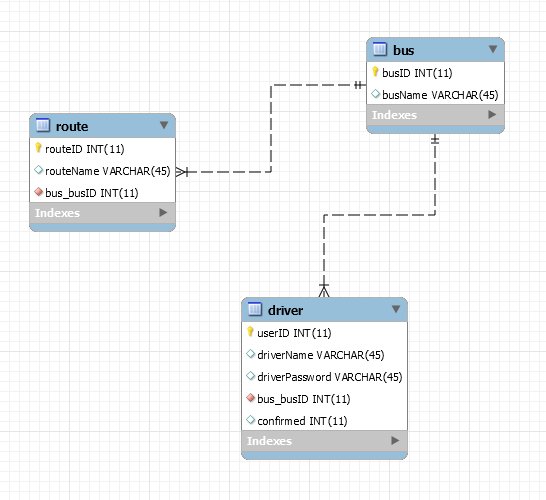 bus
busID INT(11)
busName VARCHAR(45)
Indexes
route
routeID INT(11)
routeName VARCHAR(45)
bus_busID INT(11)
Indexes
driver
userID INT(11)
driverName VARCHAR(45)
driverPassword VARCHAR(45)
bus_busID INT(11)
confirmed INT(11)
Indexes